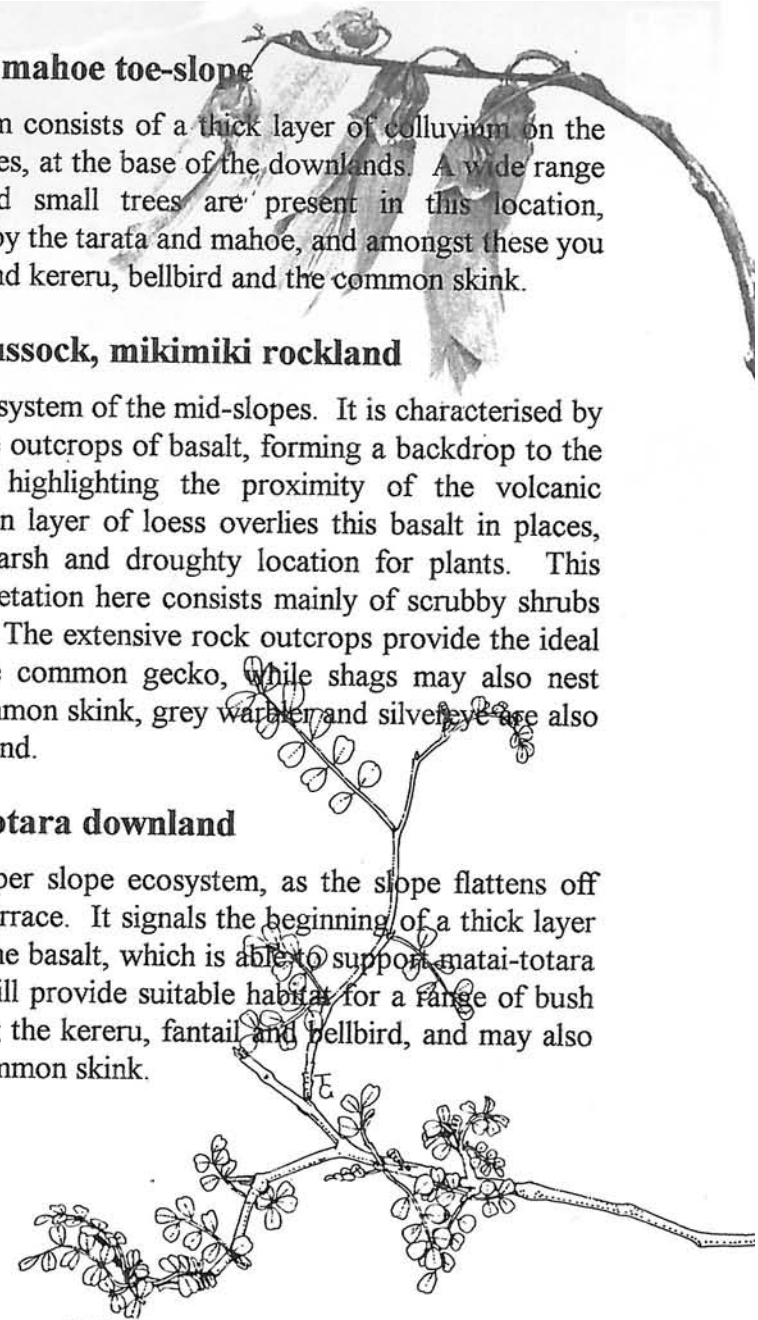 mahoe toe-slope
n consists of a thick layer of colluvium on the
es, at the base of the downlands. A wide range
d small trees are present in this location,
by the tarata and mahoe, and amongst these you
nd kereru, bellbird and the common skink.
ussock, mikimiki rockland
system of the mid-slopes. It is characterised by
outcrops of basalt, forming a backdrop to the
highlighting the proximity of the volcanic
n layer of loess overlies this basalt in places,
arsh and droughty location for plants. This
etation here consists mainly of scrubby shrubs
The extensive rock outcrops provide the ideal
e common gecko, while shags may also nest
mmon skink, grey warbler and silvereye are also
nd.
otara downland
per slope ecosystem, as the slope flattens off
errace. It signals the beginning of a thick layer
he basalt, which is able to support matai-totara
ill provide suitable habitat for a range of bush
g the kereru, fantail and bellbird, and may also
mmon skink.